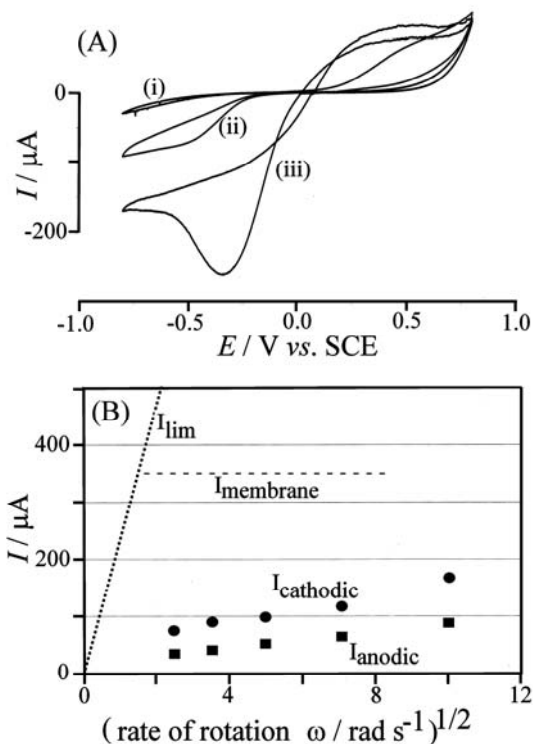 (A)
0
(i)
(ii)
(iii)
I / μA
-200
-1.0 -0.5 0.0 0.5 1.0
E / V vs. SCE
(B)
I_lim
400
I_membrane
I / μA
200
I_cathodic
I_anodic
0
0 4 8 12
( rate of rotation ω / rad s⁻¹)^1/2